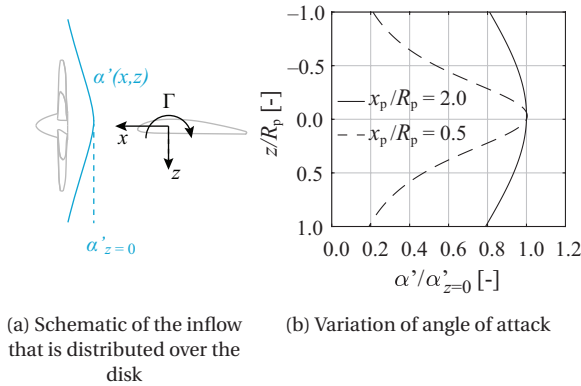 α'(x,z)
Γ
x
z
α'z=0
(a) Schematic of the inflow
that is distributed over the
disk
−1.0
−0.5
0.0
0.5
1.0
z/Rp [-]
xp/Rp = 2.0
xp/Rp = 0.5
0.0 0.2 0.4 0.6 0.8 1.0 1.2
α'/α'z=0 [-]
(b) Variation of angle of attack